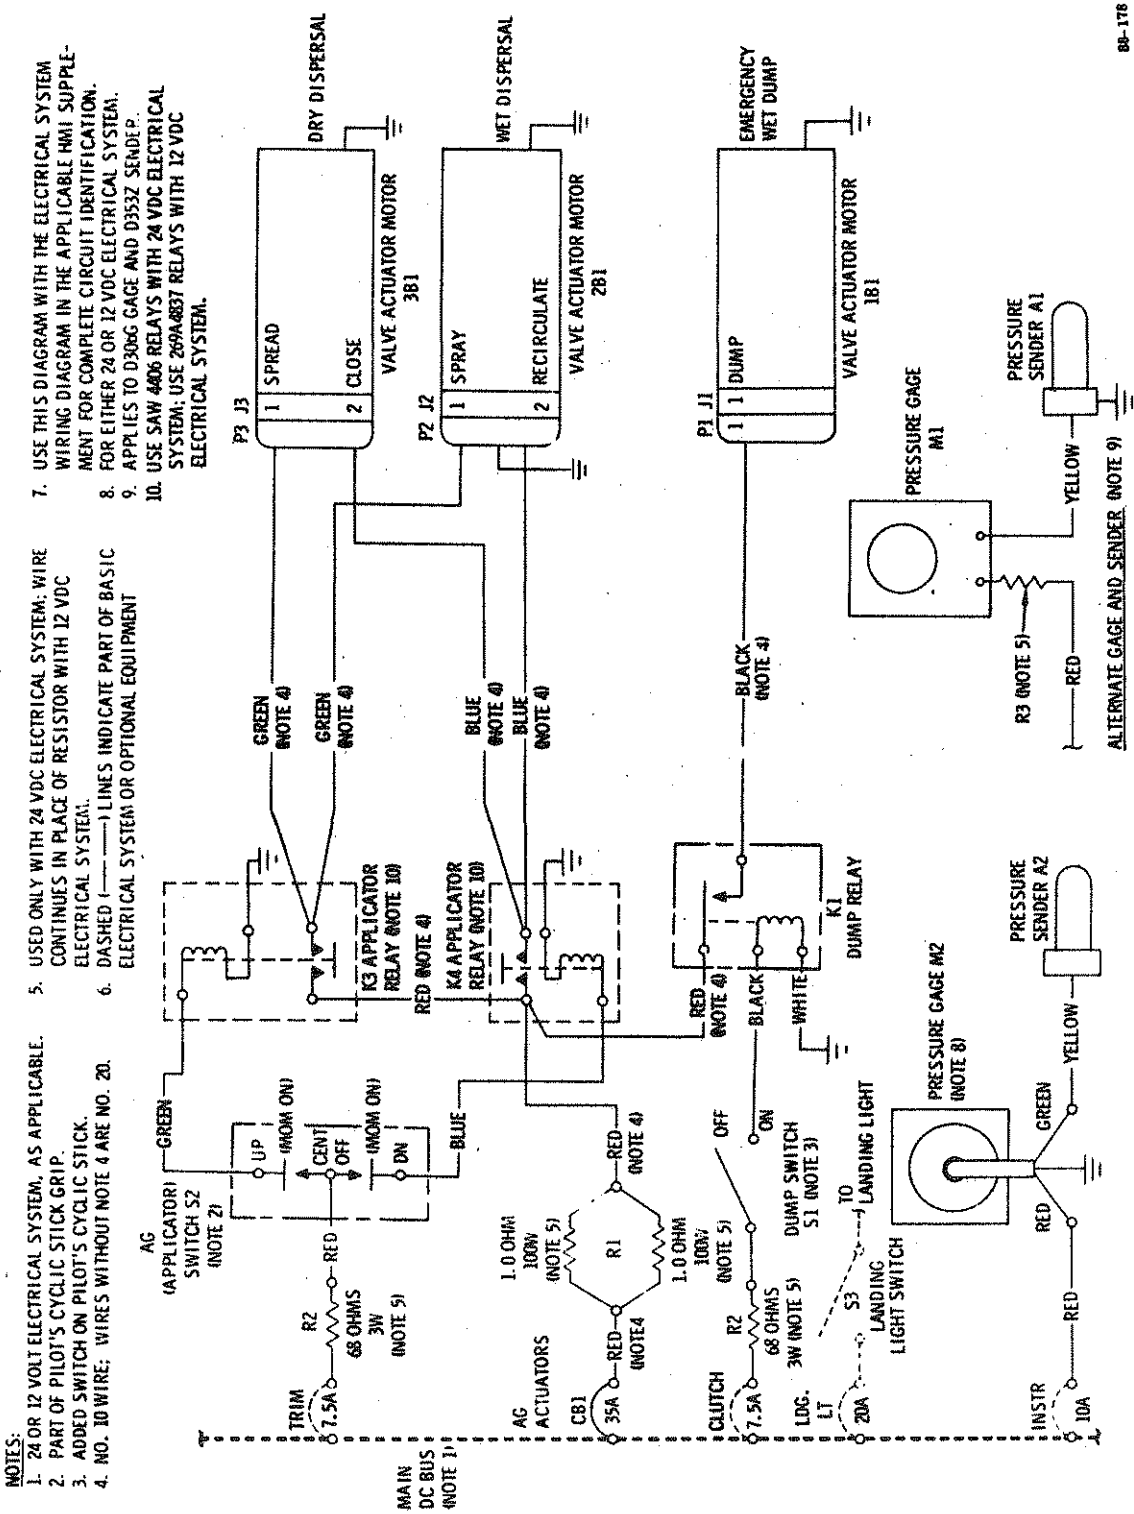 NOTES:
1. 24 OR 12 VOLT ELECTRICAL SYSTEM, AS APPLICABLE.
2. PART OF PILOT'S CYCLIC STICK GRIP.
3. ADDED SWITCH ON PILOT'S CYCLIC STICK.
4. NO. 10 WIRE; WIRES WITHOUT NOTE 4 ARE NO. 20.
5. USED ONLY WITH 24 VDC ELECTRICAL SYSTEM; WIRE
CONTINUES IN PLACE OF RESISTOR WITH 12 VDC
ELECTRICAL SYSTEM.
6. DASHED (— ——) LINES INDICATE PART OF BASIC
ELECTRICAL SYSTEM OR OPTIONAL EQUIPMENT
7. USE THIS DIAGRAM WITH THE ELECTRICAL SYSTEM
WIRING DIAGRAM IN THE APPLICABLE HMI SUPPLE-
MENT FOR COMPLETE CIRCUIT IDENTIFICATION.
8. FOR EITHER 24 OR 12 VDC ELECTRICAL SYSTEM.
9. APPLIES TO D306G GAGE AND D353Z SENDER.
10. USE SAW 4406 RELAYS WITH 24 VDC ELECTRICAL
SYSTEM; USE 269A4837 RELAYS WITH 12 VDC
ELECTRICAL SYSTEM.
AG
(APPLICATOR)
SWITCH S2
(NOTE 2)
GREEN
UP
(MOM ON)
CENT
OFF
(MOM ON)
DN
BLUE
TRIM
7.5A
R2
68 OHMS
3W
(NOTE 5)
RED
K3 APPLICATOR
RELAY (NOTE 10)
RED (NOTE 4)
K4 APPLICATOR
RELAY (NOTE 10)
GREEN
(NOTE 4)
GREEN
(NOTE 4)
BLUE
(NOTE 4)
BLUE
(NOTE 4)
P3 J3
1
SPREAD
2
CLOSE
DRY DISPERSAL
VALVE ACTUATOR MOTOR
3B1
P2 J2
1
SPRAY
2
RECIRCULATE
WET DISPERSAL
VALVE ACTUATOR MOTOR
2B1
MAIN
DC BUS
(NOTE 1)
AG
ACTUATORS
CB1
35A
RED
(NOTE4
1.0 OHM
100W
(NOTE 5)
R1
1.0 OHM
100W
(NOTE 5)
RED
(NOTE 4)
RED
(NOTE 4)
BLACK
WHITE
K1
DUMP RELAY
BLACK
(NOTE 4)
P1 J1
1 1
DUMP
EMERGENCY
WET DUMP
VALVE ACTUATOR MOTOR
1B1
CLUTCH
7.5A
R2
68 OHMS
3W (NOTE 5)
OFF
ON
DUMP SWITCH
S1 (NOTE 3)
LDG.
LT
20A
S3
LANDING
LIGHT SWITCH
TO
LANDING LIGHT
INSTR
10A
RED
RED
GREEN
YELLOW
PRESSURE GAGE M2
(NOTE 8)
PRESSURE
SENDER A2
PRESSURE GAGE
M1
R3 (NOTE 5)
RED
YELLOW
PRESSURE
SENDER A1
ALTERNATE GAGE AND SENDER (NOTE 9)
88-178